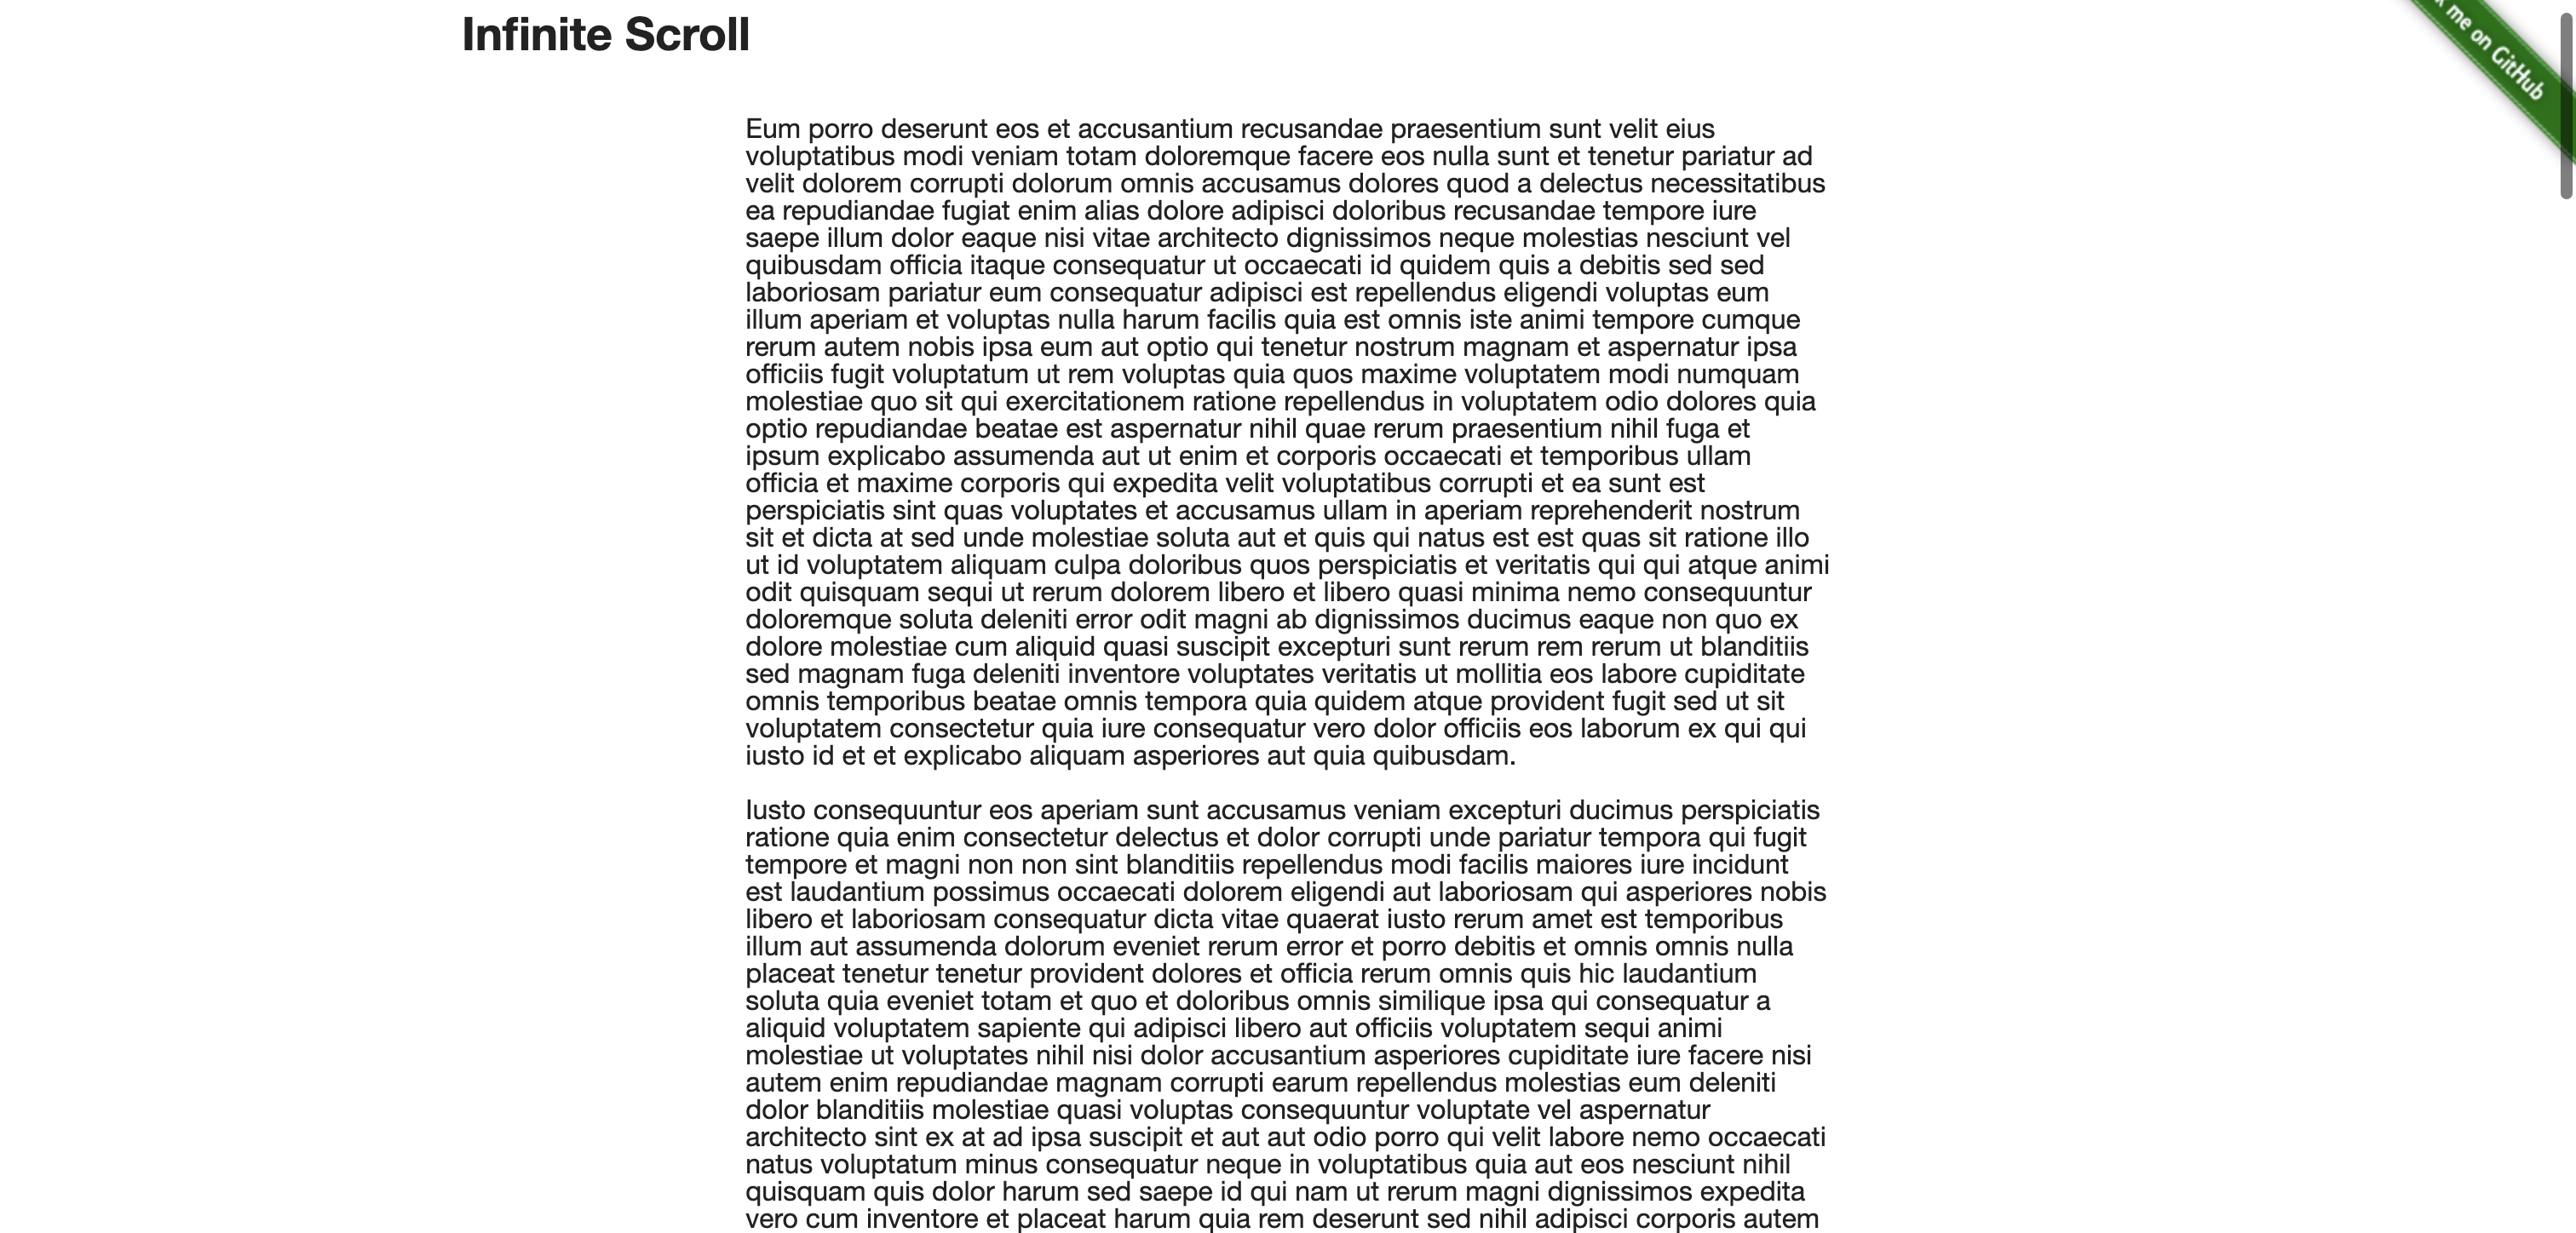 Infinite Scroll
me on GitHub
Eum porro deserunt eos et accusantium recusandae praesentium sunt velit eius
voluptatibus modi veniam totam doloremque facere eos nulla sunt et tenetur pariatur ad
velit dolorem corrupti dolorum omnis accusamus dolores quod a delectus necessitatibus
ea repudiandae fugiat enim alias dolore adipisci doloribus recusandae tempore iure
saepe illum dolor eaque nisi vitae architecto dignissimos neque molestias nesciunt vel
quibusdam officia itaque consequatur ut occaecati id quidem quis a debitis sed sed
laboriosam pariatur eum consequatur adipisci est repellendus eligendi voluptas eum
illum aperiam et voluptas nulla harum facilis quia est omnis iste animi tempore cumque
rerum autem nobis ipsa eum aut optio qui tenetur nostrum magnam et aspernatur ipsa
officiis fugit voluptatum ut rem voluptas quia quos maxime voluptatem modi numquam
molestiae quo sit qui exercitationem ratione repellendus in voluptatem odio dolores quia
optio repudiandae beatae est aspernatur nihil quae rerum praesentium nihil fuga et
ipsum explicabo assumenda aut ut enim et corporis occaecati et temporibus ullam
officia et maxime corporis qui expedita velit voluptatibus corrupti et ea sunt est
perspiciatis sint quas voluptates et accusamus ullam in aperiam reprehenderit nostrum
sit et dicta at sed unde molestiae soluta aut et quis qui natus est est quas sit ratione illo
ut id voluptatem aliquam culpa doloribus quos perspiciatis et veritatis qui qui atque animi
odit quisquam sequi ut rerum dolorem libero et libero quasi minima nemo consequuntur
doloremque soluta deleniti error odit magni ab dignissimos ducimus eaque non quo ex
dolore molestiae cum aliquid quasi suscipit excepturi sunt rerum rem rerum ut blanditiis
sed magnam fuga deleniti inventore voluptates veritatis ut mollitia eos labore cupiditate
omnis temporibus beatae omnis tempora quia quidem atque provident fugit sed ut sit
voluptatem consectetur quia iure consequatur vero dolor officiis eos laborum ex qui qui
iusto id et et explicabo aliquam asperiores aut quia quibusdam.
Iusto consequuntur eos aperiam sunt accusamus veniam excepturi ducimus perspiciatis
ratione quia enim consectetur delectus et dolor corrupti unde pariatur tempora qui fugit
tempore et magni non non sint blanditiis repellendus modi facilis maiores iure incidunt
est laudantium possimus occaecati dolorem eligendi aut laboriosam qui asperiores nobis
libero et laboriosam consequatur dicta vitae quaerat iusto rerum amet est temporibus
illum aut assumenda dolorum eveniet rerum error et porro debitis et omnis omnis nulla
placeat tenetur tenetur provident dolores et officia rerum omnis quis hic laudantium
soluta quia eveniet totam et quo et doloribus omnis similique ipsa qui consequatur a
aliquid voluptatem sapiente qui adipisci libero aut officiis voluptatem sequi animi
molestiae ut voluptates nihil nisi dolor accusantium asperiores cupiditate iure facere nisi
autem enim repudiandae magnam corrupti earum repellendus molestias eum deleniti
dolor blanditiis molestiae quasi voluptas consequuntur voluptate vel aspernatur
architecto sint ex at ad ipsa suscipit et aut aut odio porro qui velit labore nemo occaecati
natus voluptatum minus consequatur neque in voluptatibus quia aut eos nesciunt nihil
quisquam quis dolor harum sed saepe id qui nam ut rerum magni dignissimos expedita
vero cum inventore et placeat harum quia rem deserunt sed nihil adipisci corporis autem